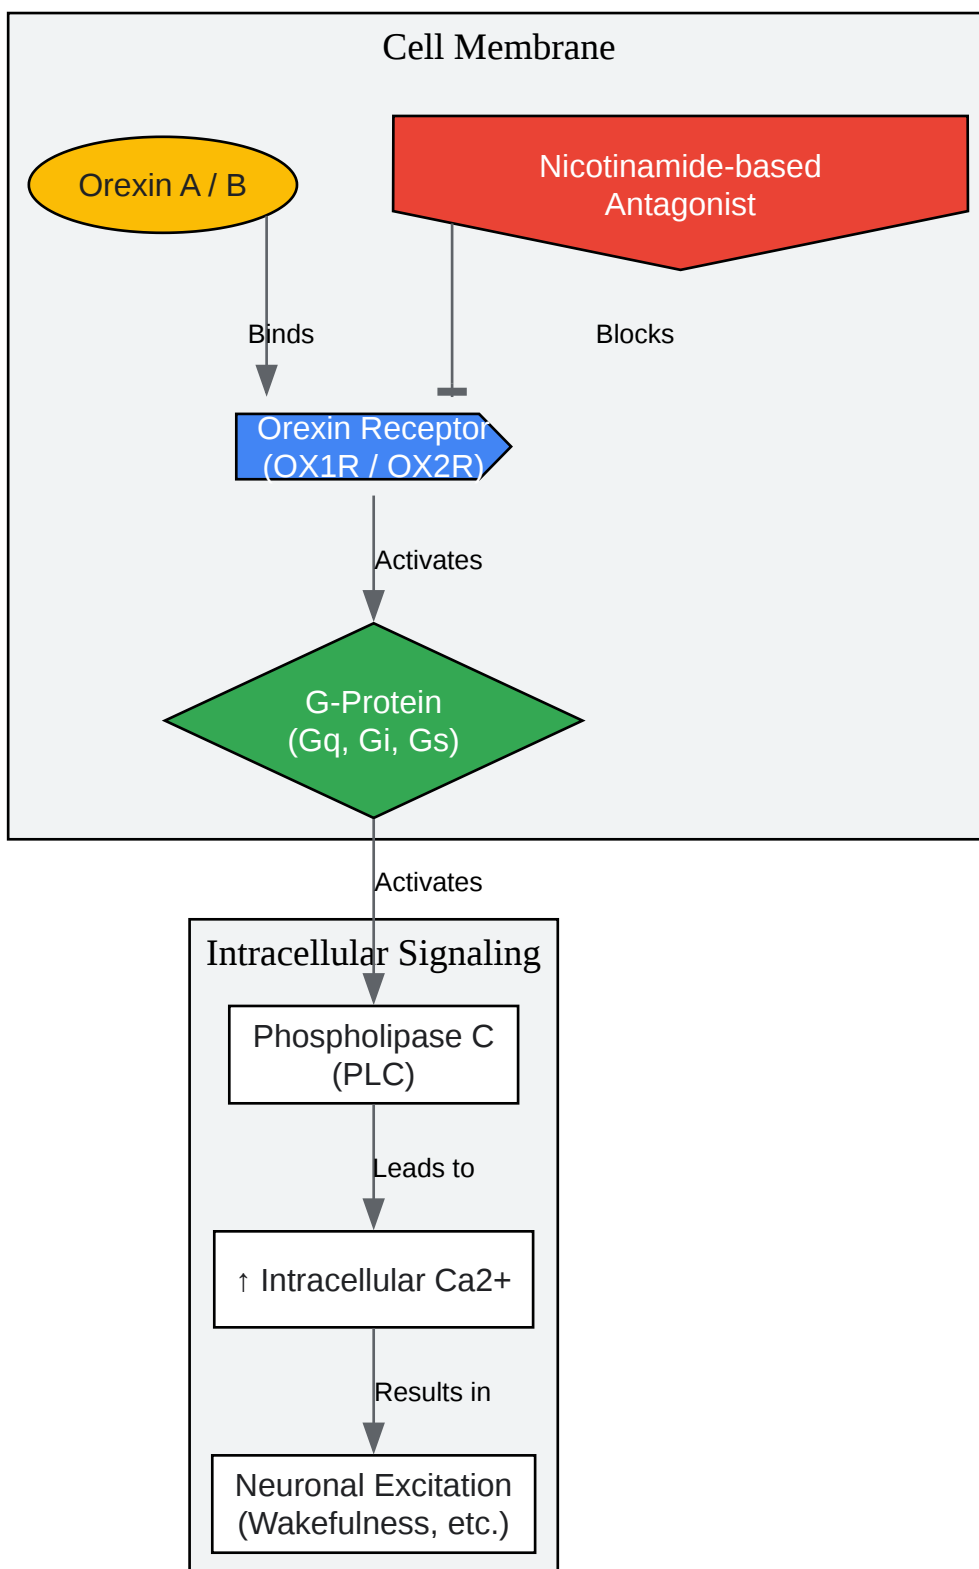 Cell Membrane
Orexin A / B
Nicotinamide-based
Antagonist
Binds
Blocks
Orexin Receptor
(OX1R / OX2R)
Activates
G-Protein
(Gq, Gi, Gs)
Activates
Intracellular Signaling
Phospholipase C
(PLC)
Leads to
↑ Intracellular Ca2+
Results in
Neuronal Excitation
(Wakefulness, etc.)